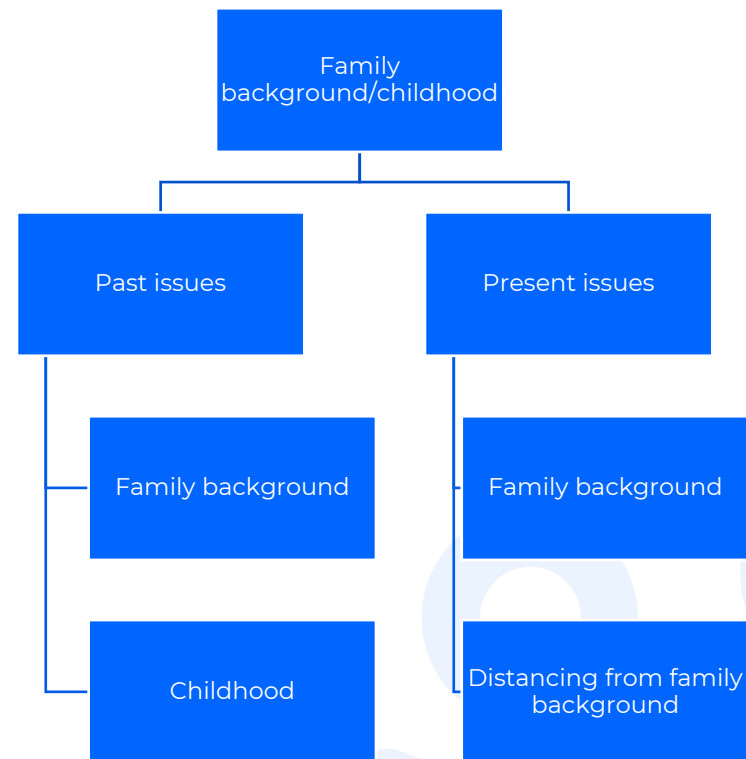 Family
background/childhood
Past issues
Present issues
Family background
Family background
Childhood
Distancing from family
background